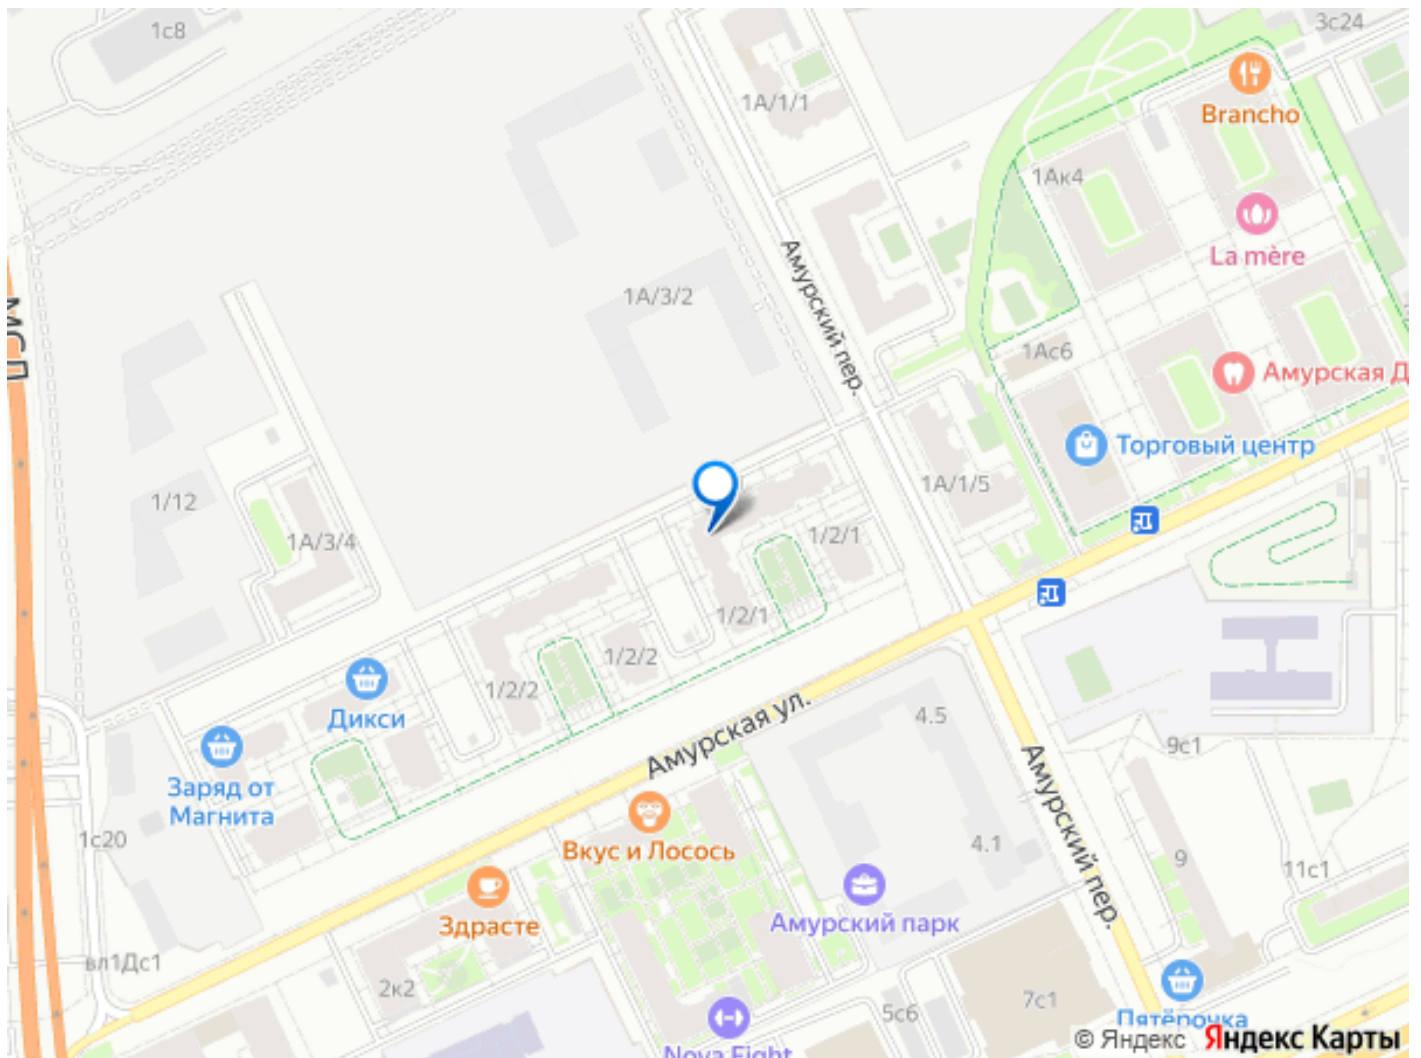 1с8
3с24
1А/1/1
Brancho
1Ак4
La mère
Амурский пер.
1А/3/2
1Ас6
Амурская Д
Торговый центр
1А/1/5
1/12
1А/3/4
1/2/1
1/2/1
1/2/2
1/2/2
Дикси
Заряд от
Магнита
Амурская ул.
4.5
9с1
Амурский пер.
1с20
Вкус и Лосось
4.1
9
11с1
Здрасте
Амурский парк
вл1Дс1
2к2
7с1
5с6
Пятёрочка
Nova Fight
© Яндекс Яндекс Карты